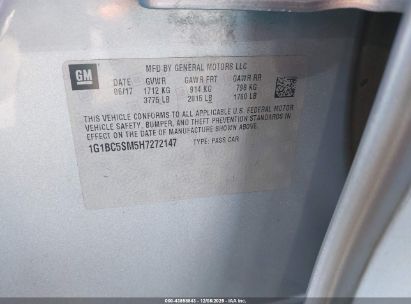 MFD BY GENERAL MOTORS LLC
GM
DATE GVWR GAWR FRT GAWR RR
06/17 1712 KG 914 KG 798 KG
3775 LB 2015 LB 1760 LB
THIS VEHICLE CONFORMS TO ALL APPLICABLE U.S. FEDERAL MOTOR
VEHICLE SAFETY, BUMPER, AND THEFT PREVENTION STANDARDS IN
EFFECT ON THE DATE OF MANUFACTURE SHOWN ABOVE.
1G1BC5SM5H7272147 TYPE: PASS CAR